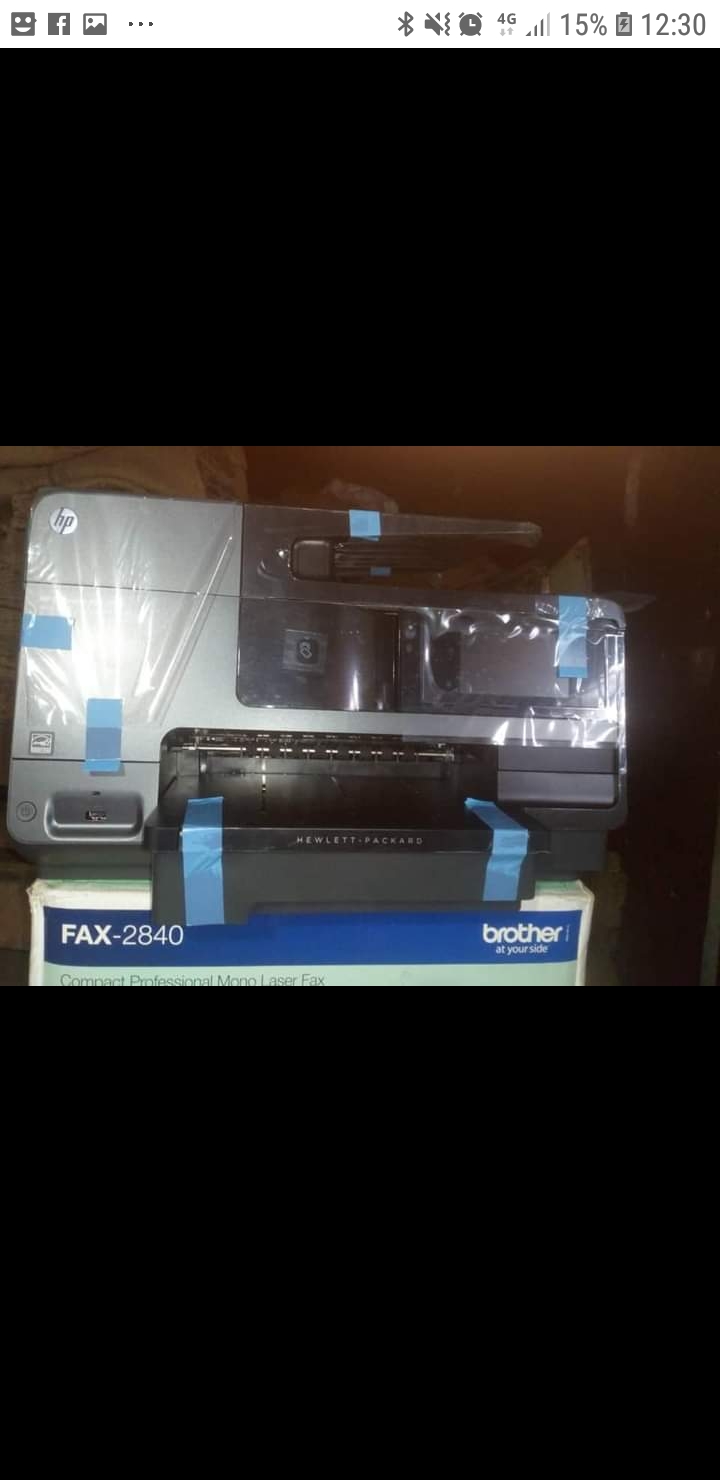 4G 15% 12:30
hp
HEWLETT-PACKARD
FAX-2840
brother
at your side
Compact Professional Mono Laser Fax